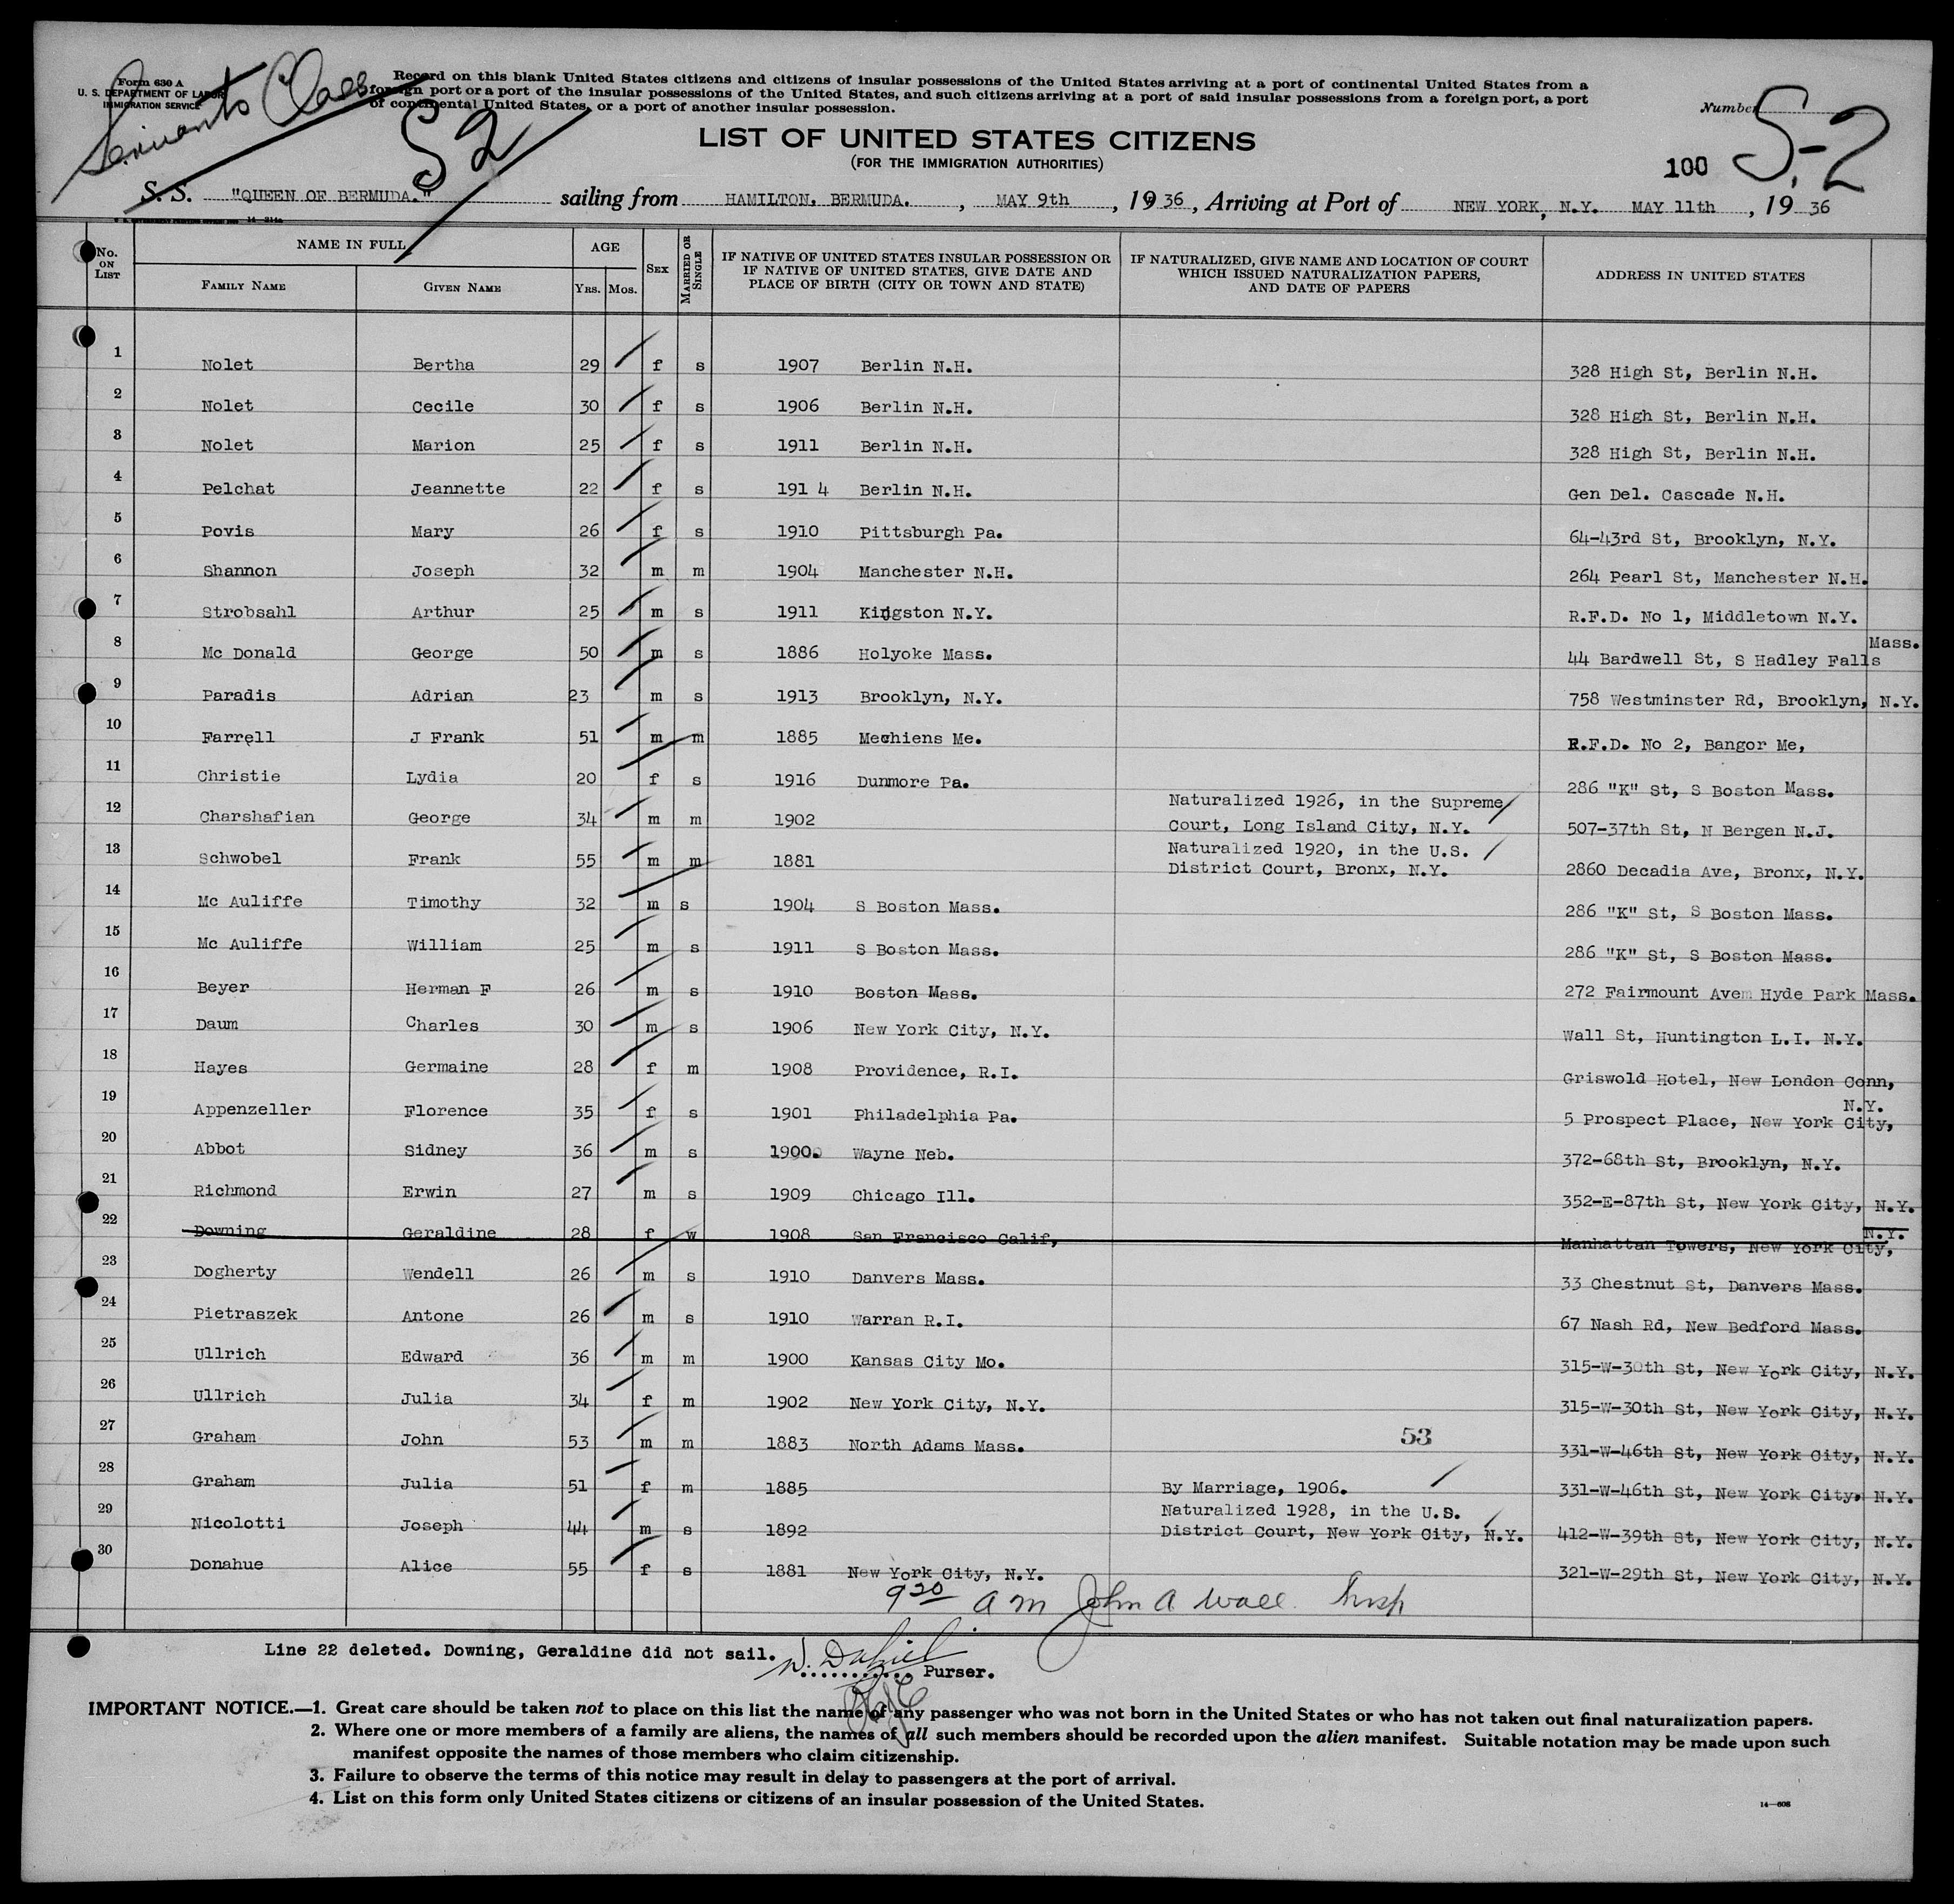 Servants Class
S 2
Form 630 A
U. S. DEPARTMENT OF LABOR
IMMIGRATION SERVICE
Record on this blank United States citizens and citizens of insular possessions of the United States arriving at a port of continental United States from a
foreign port or a port of the insular possessions of the United States, and such citizens arriving at a port of said insular possessions from a foreign port, a port
of continental United States, or a port of another insular possession.
Number S-2
LIST OF UNITED STATES CITIZENS
(FOR THE IMMIGRATION AUTHORITIES)
100
S. S. "QUEEN OF BERMUDA." sailing from HAMILTON, BERMUDA. , MAY 9th , 19 36 , Arriving at Port of NEW YORK, N.Y. MAY 11th , 19 36
14—214a
No. ON LIST NAME IN FULL AGE SEX MARRIED OR SINGLE IF NATIVE OF UNITED STATES INSULAR POSSESSION OR IF NATIVE OF UNITED STATES, GIVE DATE AND PLACE OF BIRTH (CITY OR TOWN AND STATE) IF NATURALIZED, GIVE NAME AND LOCATION OF COURT WHICH ISSUED NATURALIZATION PAPERS, AND DATE OF PAPERS ADDRESS IN UNITED STATES
FAMILY NAME GIVEN NAME YRS. MOS.
1 Nolet Bertha 29 f s 1907 Berlin N.H. 328 High St, Berlin N.H.
2 Nolet Cecile 30 f s 1906 Berlin N.H. 328 High St, Berlin N.H.
3 Nolet Marion 25 f s 1911 Berlin N.H. 328 High St, Berlin N.H.
4 Pelchat Jeannette 22 f s 191 4 Berlin N.H. Gen Del. Cascade N.H.
5 Povis Mary 26 f s 1910 Pittsburgh Pa. 64-43rd St, Brooklyn, N.Y.
6 Shannon Joseph 32 m m 1904 Manchester N.H. 264 Pearl St, Manchester N.H.
7 Strobsahl Arthur 25 m s 1911 Kingston N.Y. R.F.D. No 1, Middletown N.Y.
8 Mc Donald George 50 m s 1886 Holyoke Mass. 44 Bardwell St, S Hadley Falls Mass.
9 Paradis Adrian 23 m s 1913 Brooklyn, N.Y. 758 Westminster Rd, Brooklyn, N.Y.
10 Farrell J Frank 51 m m 1885 Mechiens Me. R.F.D. No 2, Bangor Me,
11 Christie Lydia 20 f s 1916 Dunmore Pa. 286 "K" St, S Boston Mass.
12 Charshafian George 34 m m 1902 Naturalized 1926, in the Supreme Court, Long Island City, N.Y. 507-37th St, N Bergen N.J.
13 Schwobel Frank 55 m m 1881 Naturalized 1920, in the U.S. District Court, Bronx, N.Y. 2860 Decadia Ave, Bronx, N.Y.
14 Mc Auliffe Timothy 32 m s 1904 S Boston Mass. 286 "K" St, S Boston Mass.
15 Mc Auliffe William 25 m s 1911 S Boston Mass. 286 "K" St, S Boston Mass.
16 Beyer Herman F 26 m s 1910 Boston Mass. 272 Fairmount Avem Hyde Park Mass.
17 Daum Charles 30 m s 1906 New York City, N.Y. Wall St, Huntington L.I. N.Y.
18 Hayes Germaine 28 f m 1908 Providence, R.I. Griswold Hotel, New London Conn,
19 Appenzeller Florence 35 f s 1901 Philadelphia Pa. 5 Prospect Place, New York City, N.Y.
20 Abbot Sidney 36 m s 1900. Wayne Neb. 372-68th St, Brooklyn, N.Y.
21 Richmond Erwin 27 m s 1909 Chicago Ill. 352-E-87th St, New York City, N.Y.
22 Downing Geraldine 28 f w 1908 San Francisco Calif, Manhattan Towers, New York City, N.Y.
23 Dogherty Wendell 26 m s 1910 Danvers Mass. 33 Chestnut St, Danvers Mass.
24 Pietraszek Antone 26 m s 1910 Warran R.I. 67 Nash Rd, New Bedford Mass.
25 Ullrich Edward 36 m m 1900 Kansas City Mo. 315-W-30th St, New York City, N.Y.
26 Ullrich Julia 34 f m 1902 New York City, N.Y. 315-W-30th St, New York City, N.Y.
27 Graham John 53 m m 1883 North Adams Mass. 53 331-W-46th St, New York City, N.Y.
28 Graham Julia 51 f m 1885 By Marriage, 1906. 331-W-46th St, New York City, N.Y.
29 Nicolotti Joseph 44 m s 1892 Naturalized 1928, in the U.S. District Court, New York City, N.Y. 412-W-39th St, New York City, N.Y.
30 Donahue Alice 55 f s 1881 New York City, N.Y. 321-W-29th St, New York City, N.Y.
9 20 am John A Wall Insp
Line 22 deleted. Downing, Geraldine did not sail. ........... Purser.
IMPORTANT NOTICE.—1. Great care should be taken not to place on this list the name of any passenger who was not born in the United States or who has not taken out final naturalization papers.
2. Where one or more members of a family are aliens, the names of all such members should be recorded upon the alien manifest. Suitable notation may be made upon such
manifest opposite the names of those members who claim citizenship.
3. Failure to observe the terms of this notice may result in delay to passengers at the port of arrival.
4. List on this form only United States citizens or citizens of an insular possession of the United States.
14—608